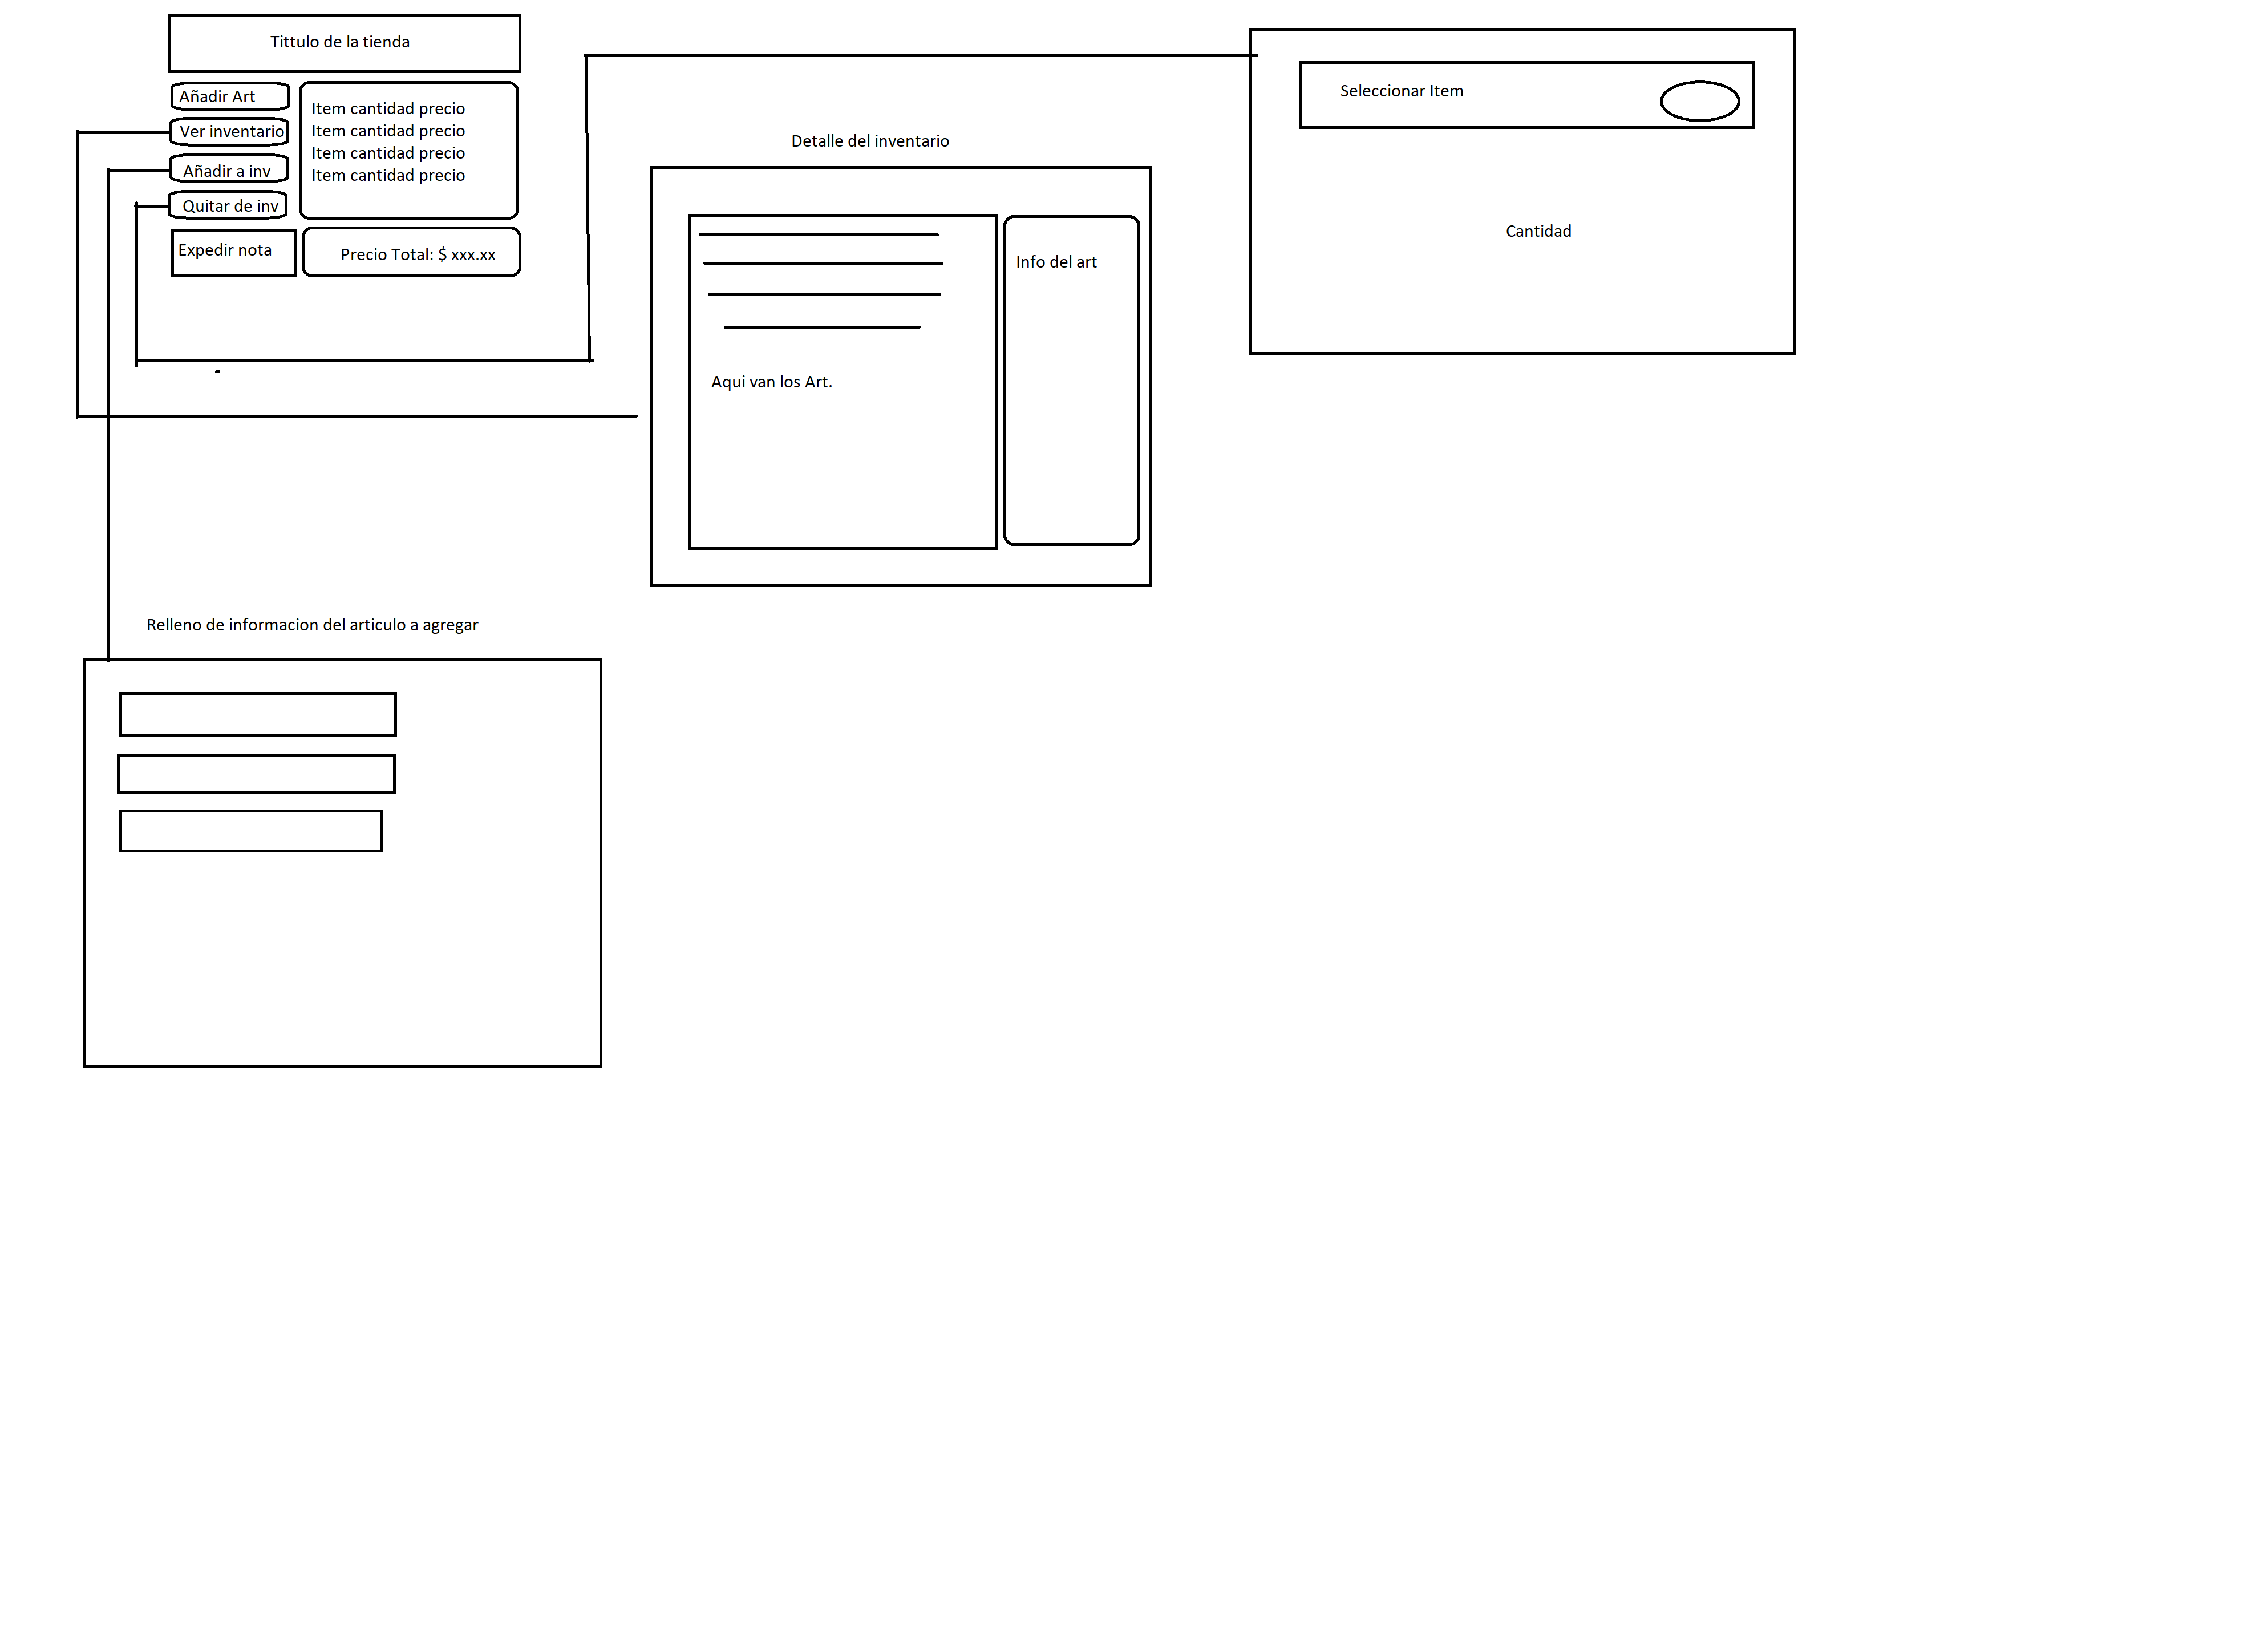 Tittulo de la tienda
Añadir Art
Ver inventario
Añadir a inv
Quitar de inv
Expedir nota
Item cantidad precio
Item cantidad precio
Item cantidad precio
Item cantidad precio
Precio Total: $ xxx.xx
Detalle del inventario
Aqui van los Art.
Info del art
Seleccionar Item
Cantidad
Relleno de informacion del articulo a agregar